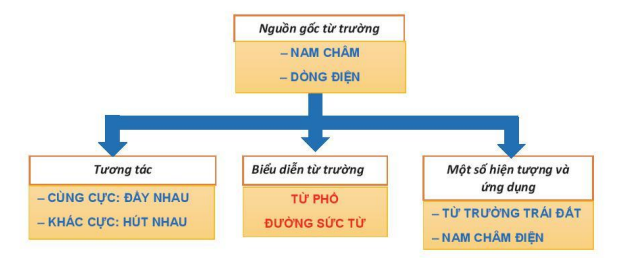 Nguồn gốc từ trường
– NAM CHÂM
– DÒNG ĐIỆN
Tương tác
– CÙNG CỰC: ĐẨY NHAU
– KHÁC CỰC: HÚT NHAU
Biểu diễn từ trường
TỪ PHỔ
ĐƯỜNG SỨC TỪ
Một số hiện tượng và
ứng dụng
– TỪ TRƯỜNG TRÁI ĐẤT
– NAM CHÂM ĐIỆN